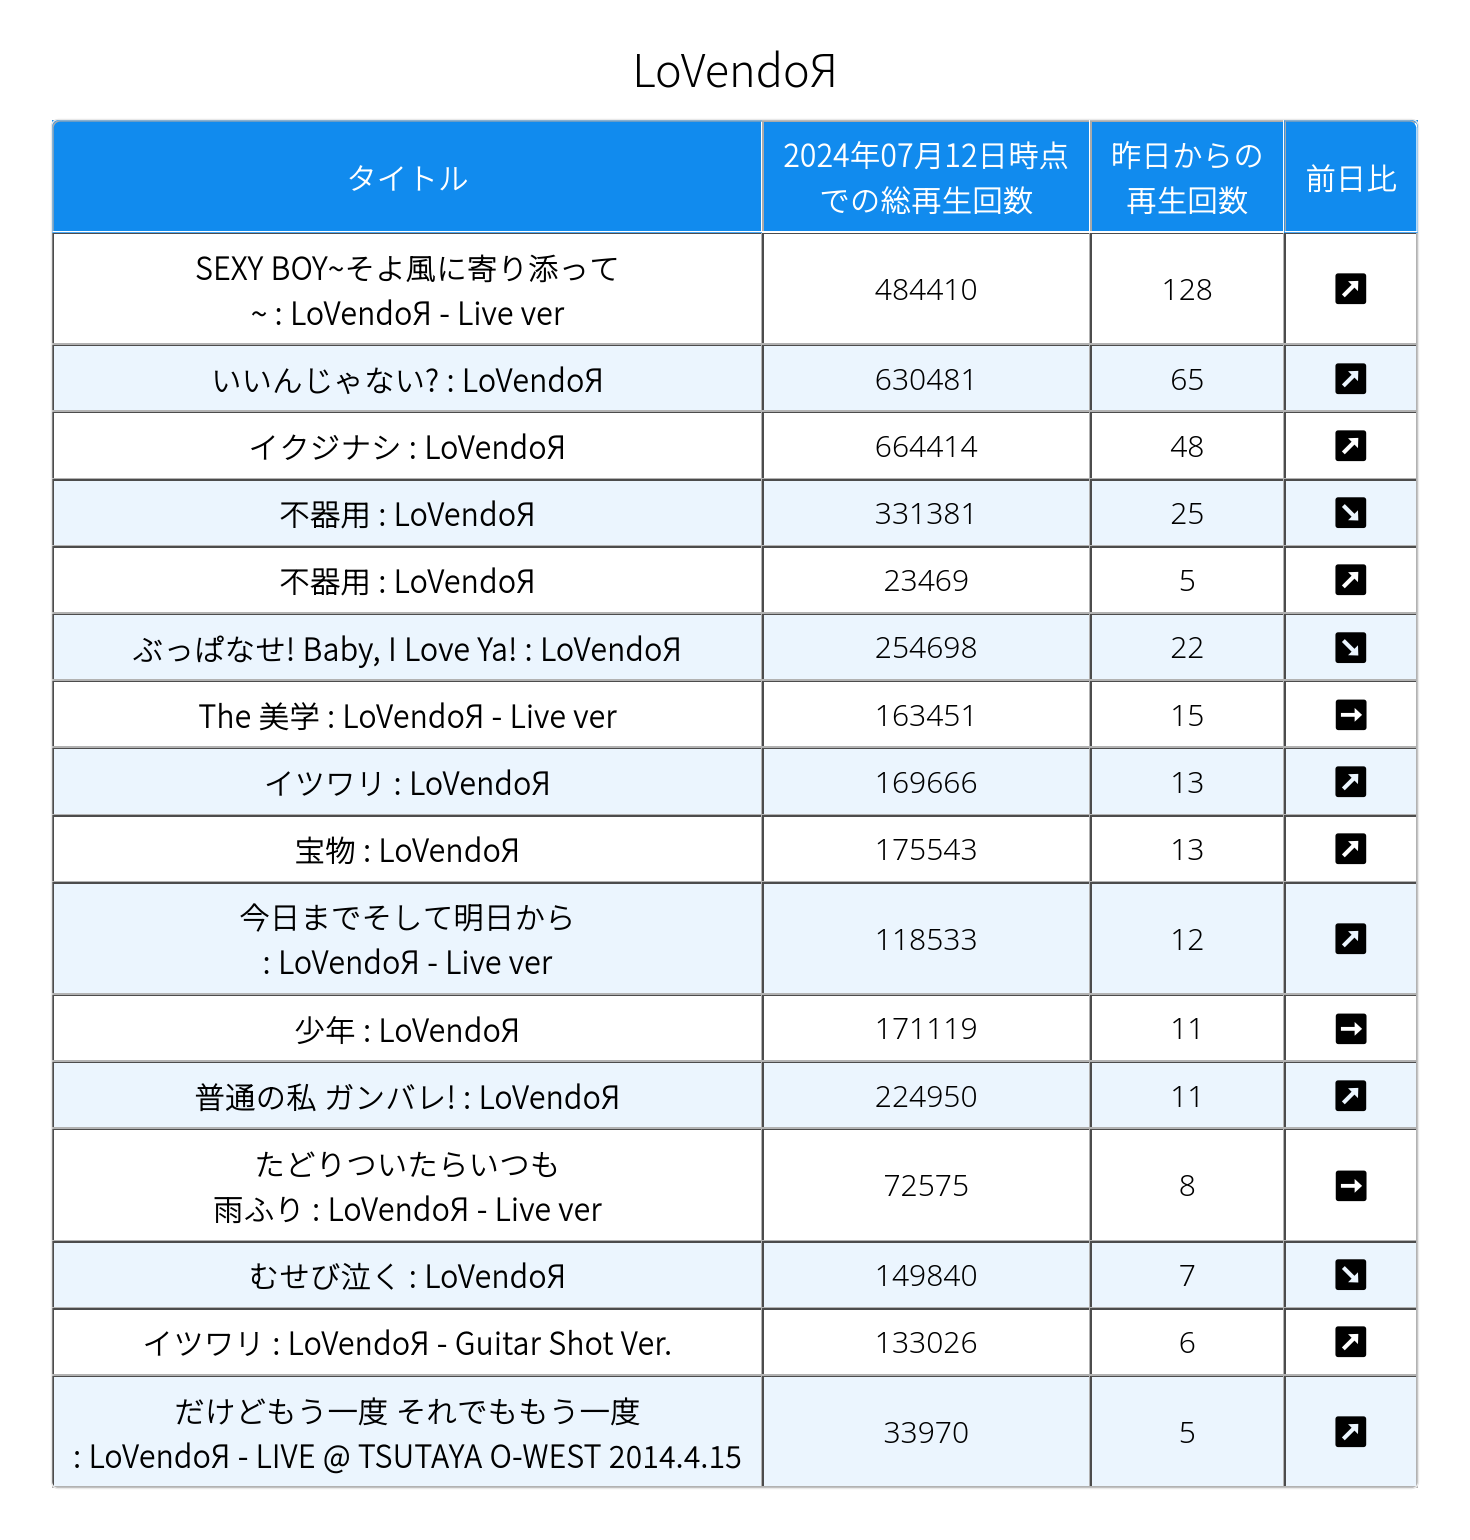 LoVendoЯ
タイトル
2024年07月12日時点
での総再生回数
昨日からの
再生回数
前日比
SEXY BOY~そよ風に寄り添って
~ : LoVendoЯ - Live ver
484410
128
いいんじゃない? : LoVendoЯ
630481
65
イクジナシ : LoVendoЯ
664414
48
不器用 : LoVendoЯ
331381
25
不器用 : LoVendoЯ
23469
5
ぶっぱなせ! Baby, I Love Ya! : LoVendoЯ
254698
22
The 美学 : LoVendoЯ - Live ver
163451
15
イツワリ : LoVendoЯ
169666
13
宝物 : LoVendoЯ
175543
13
今日までそして明日から
: LoVendoЯ - Live ver
118533
12
少年 : LoVendoЯ
171119
11
普通の私 ガンバレ! : LoVendoЯ
224950
11
たどりついたらいつも
雨ふり : LoVendoЯ - Live ver
72575
8
むせび泣く : LoVendoЯ
149840
7
イツワリ : LoVendoЯ - Guitar Shot Ver.
133026
6
だけどもう一度 それでももう一度
: LoVendoЯ - LIVE @ TSUTAYA O-WEST 2014.4.15
33970
5